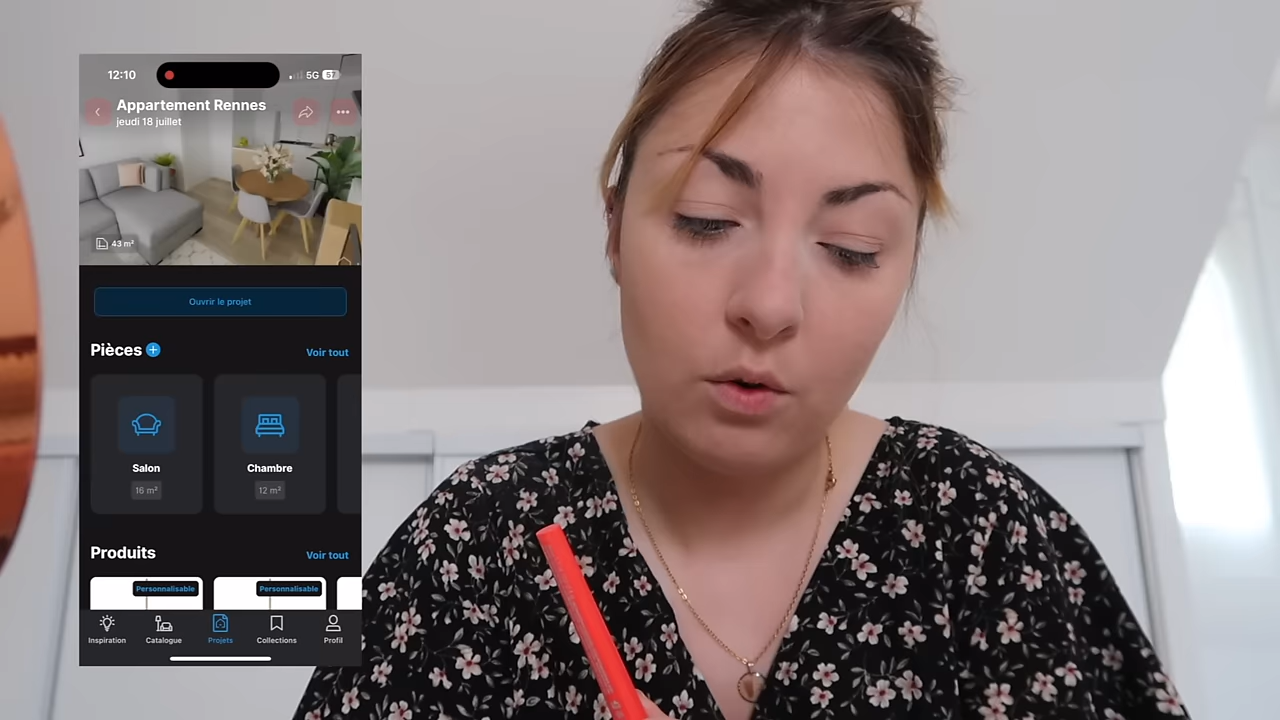 12:10
5G 57
Appartement Rennes
jeudi 18 juillet
43 m²
Ouvrir le projet
Pièces
Voir tout
Salon
Chambre
16 m²
12 m²
Produits
Voir tout
Personnalisable
Personnalisable
Inspiration
Catalogue
Projets
Collections
Profil